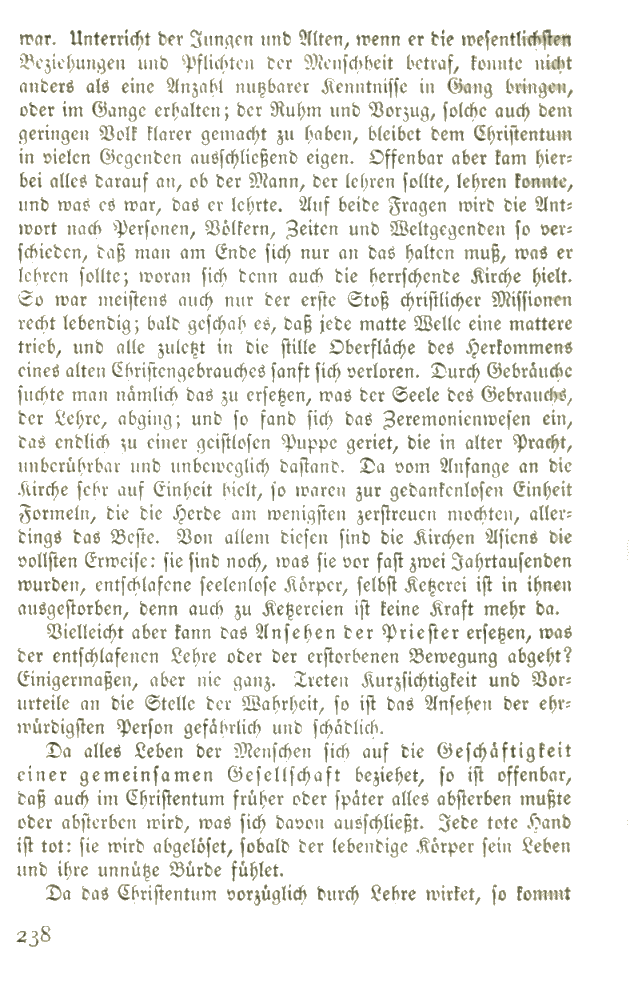 war. Unterricht der Jungen und Alten, wenn er die wesentlichsten
Beziehungen und Pflichten der Menschheit betraf, konnte nicht
anders als eine Anzahl nutzbarer Kenntnisse in Gang bringen,
oder im Gange erhalten; der Ruhm und Vorzug, solche auch dem
geringen Volk klarer gemacht zu haben, bleibet dem Christentum
in vielen Gegenden ausschließend eigen. Offenbar aber kam hier-
bei alles darauf an, ob der Mann, der lehren sollte, lehren konnte,
und was es war, das er lehrte. Auf beide Fragen wird die Ant-
wort nach Personen, Völkern, Zeiten und Weltgegenden so ver-
schieden, daß man am Ende sich nur an das halten muß, was er
lehren sollte; woran sich denn auch die herrschende Kirche hielt.
So war meistens auch nur der erste Stoß christlicher Missionen
recht lebendig; bald geschah es, daß jede matte Welle eine mattere
trieb, und alle zuletzt in die stille Oberfläche des Herkommens
eines alten Christengebrauches sanft sich verloren. Durch Gebräuche
suchte man nämlich das zu ersetzen, was der Seele des Gebrauchs,
der Lehre, abging; und so fand sich das Zeremonienwesen ein,
das endlich zu einer geistlosen Puppe geriet, die in alter Pracht,
unberührbar und unbeweglich dastand. Da vom Anfange an die
Kirche sehr auf Einheit hielt, so waren zur gedankenlosen Einheit
Formeln, die die Herde am wenigsten zerstreuen mochten, aller-
dings das Beste. Von allem diesen sind die Kirchen Asiens die
vollsten Erweise: sie sind noch, was sie vor fast zwei Jahrtausenden
wurden, entschlafene seelenlose Körper, selbst Ketzerei ist in ihnen
ausgestorben, denn auch zu Ketzereien ist keine Kraft mehr da.
Vielleicht aber kann das Ansehen der Priester ersetzen, was
der entschlafenen Lehre oder der erstorbenen Bewegung abgeht?
Einigermaßen, aber nie ganz. Treten Kurzsichtigkeit und Vor-
urteile an die Stelle der Wahrheit, so ist das Ansehen der ehr-
würdigsten Person gefährlich und schädlich.
Da alles Leben der Menschen sich auf die Geschäftigkeit
einer gemeinsamen Gesellschaft beziehet, so ist offenbar,
daß auch im Christentum früher oder später alles absterben mußte
oder absterben wird, was sich davon ausschließt. Jede tote Hand
ist tot: sie wird abgelöset, sobald der lebendige Körper sein Leben
und ihre unnütze Bürde fühlet.
Da das Christentum vorzüglich durch Lehre wirket, so kommt
238